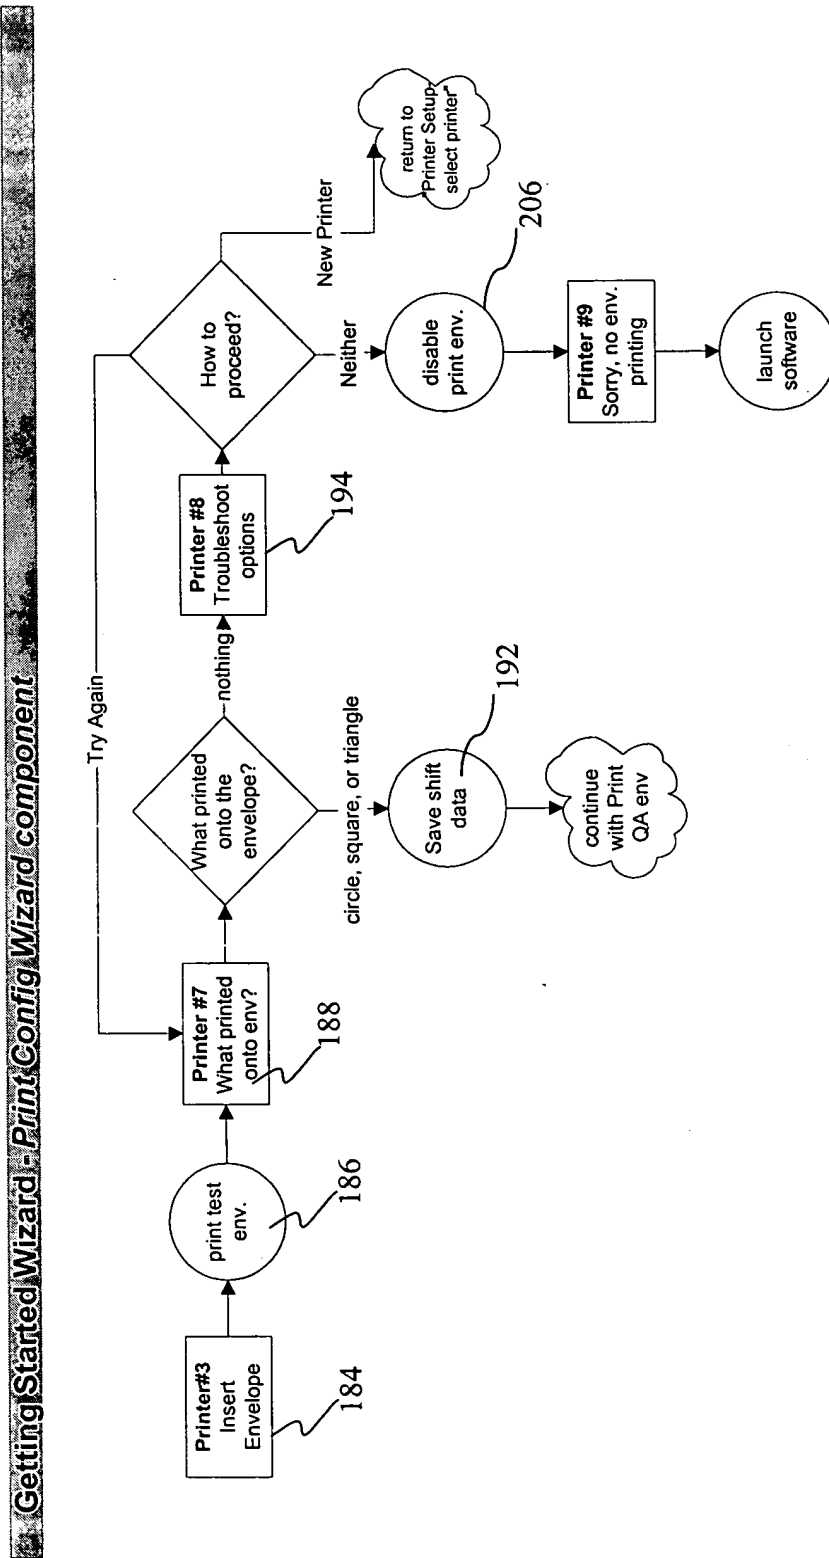 Getting Started Wizard - Print Config Wizard component
Try Again
Printer#3
Insert
Envelope
184
print test
env.
186
Printer #7
What printed
onto env?
188
What printed
onto the
envelope?
nothing
circle, square, or triangle
Save shift
data
192
continue
with Print
QA env
Printer #8
Troubleshoot
options
194
How to
proceed?
New Printer
return to
"Printer Setup-
select printer"
Neither
disable
print env.
206
Printer #9
Sorry, no env.
printing
launch
software